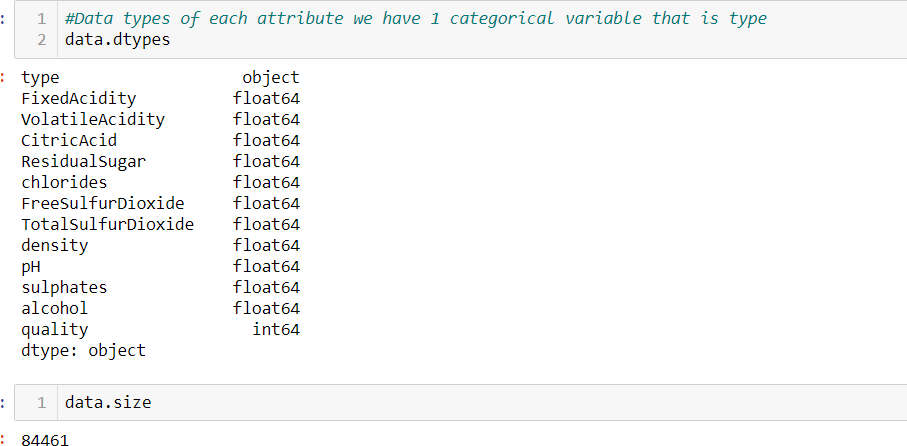 : 1 #Data types of each attribute we have 1 categorical variable that is type
2 data.dtypes
: type object
FixedAcidity float64
VolatileAcidity float64
CitricAcid float64
ResidualSugar float64
chlorides float64
FreeSulfurDioxide float64
TotalSulfurDioxide float64
density float64
pH float64
sulphates float64
alcohol float64
quality int64
dtype: object
: 1 data.size
: 84461